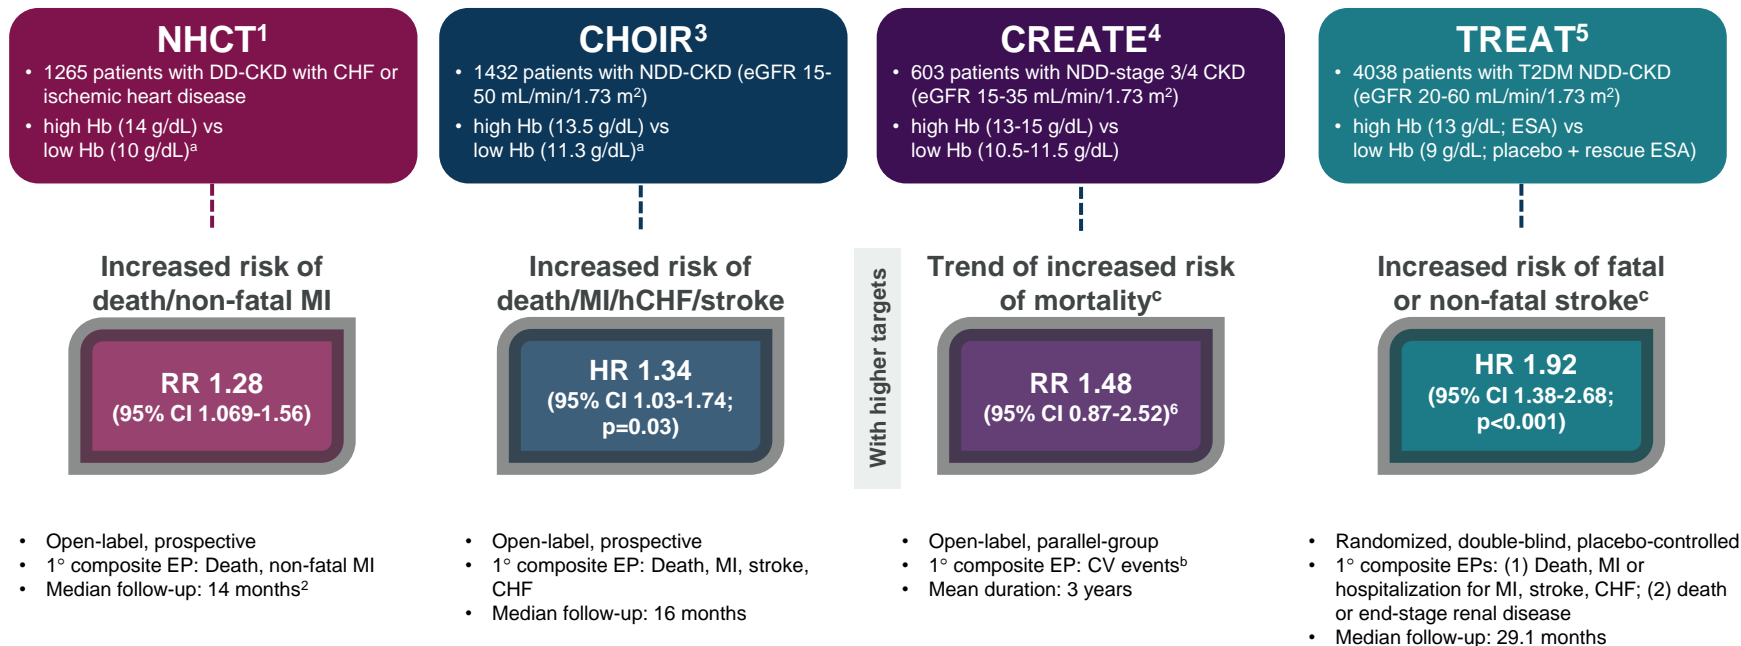 NHCT1
• 1265 patients with DD-CKD with CHF or
ischemic heart disease
• high Hb (14 g/dL) vs
low Hb (10 g/dL)a
CHOIR3
• 1432 patients with NDD-CKD (eGFR 15-
50 mL/min/1.73 m2)
• high Hb (13.5 g/dL) vs
low Hb (11.3 g/dL)a
CREATE4
• 603 patients with NDD-stage 3/4 CKD
(eGFR 15-35 mL/min/1.73 m2)
• high Hb (13-15 g/dL) vs
low Hb (10.5-11.5 g/dL)
TREAT5
• 4038 patients with T2DM NDD-CKD
(eGFR 20-60 mL/min/1.73 m2)
• high Hb (13 g/dL; ESA) vs
low Hb (9 g/dL; placebo + rescue ESA)
Increased risk of
death/non-fatal MI
RR 1.28
(95% CI 1.069-1.56)
Increased risk of
death/MI/hCHF/stroke
HR 1.34
(95% CI 1.03-1.74;
p=0.03)
With higher targets
Trend of increased risk
of mortalityc
RR 1.48
(95% CI 0.87-2.52)6
Increased risk of fatal
or non-fatal strokec
HR 1.92
(95% CI 1.38-2.68;
p<0.001)
• Open-label, prospective
• 1° composite EP: Death, non-fatal MI
• Median follow-up: 14 months2
• Open-label, prospective
• 1° composite EP: Death, MI, stroke,
CHF
• Median follow-up: 16 months
• Open-label, parallel-group
• 1° composite EP: CV eventsb
• Mean duration: 3 years
• Randomized, double-blind, placebo-controlled
• 1° composite EPs: (1) Death, MI or
hospitalization for MI, stroke, CHF; (2) death
or end-stage renal disease
• Median follow-up: 29.1 months